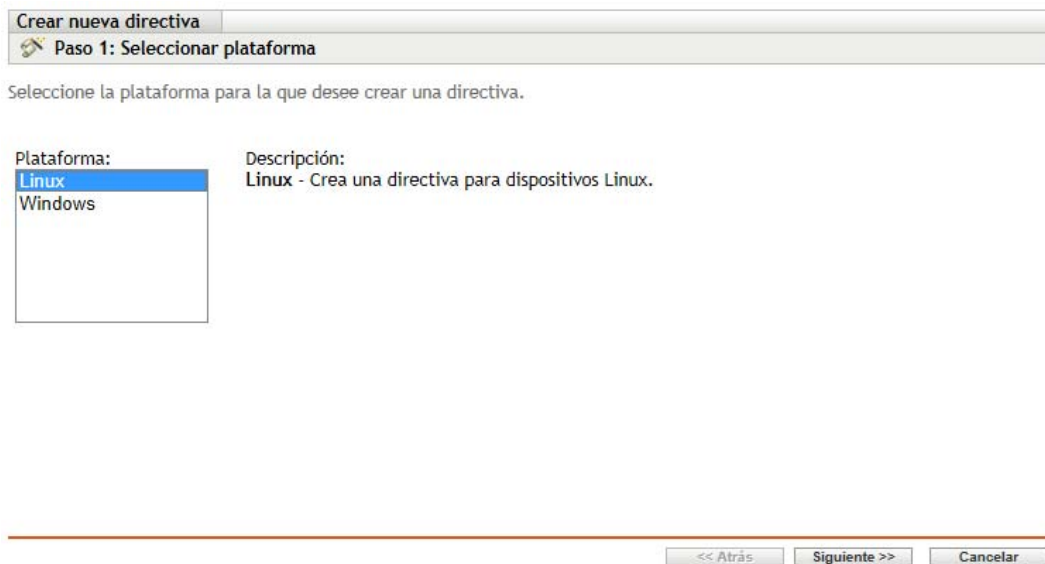 Crear nueva directiva
Paso 1: Seleccionar plataforma
Seleccione la plataforma para la que desee crear una directiva.
Plataforma:
Linux
Windows
Descripción:
Linux - Crea una directiva para dispositivos Linux.
<< Atrás
Siguiente >>
Cancelar